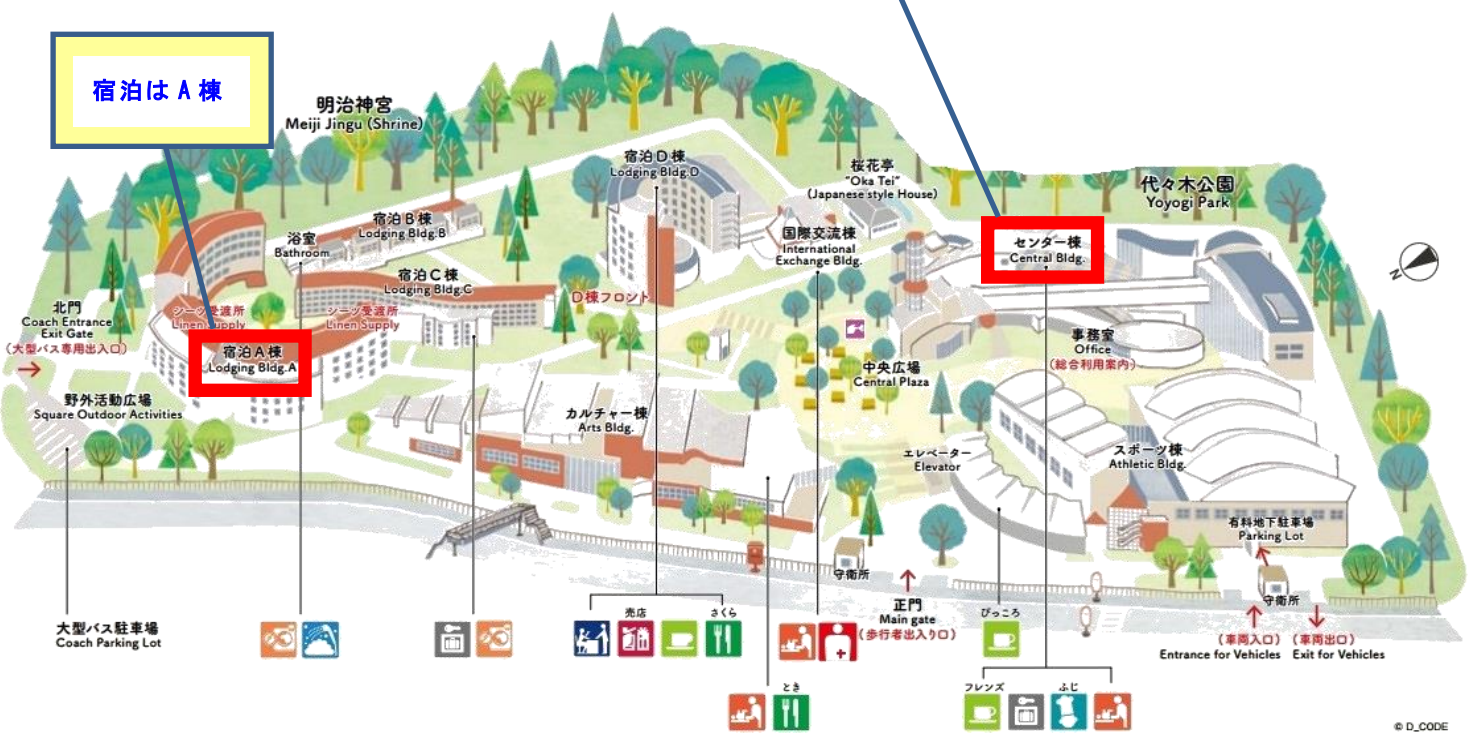 宿泊は A 棟
明治神宮
Meiji Jingu (Shrine)
宿泊D棟
Lodging Bldg.D
桜花亭
"Oka Tei"
(Japanese style House)
代々木公園
Yoyogi Park
宿泊B棟
Lodging Bldg.B
浴室
Bathroom
国際交流棟
International
Exchange Bldg.
センター棟
Central Bldg.
宿泊C棟
Lodging Bldg.C
D棟フロント
N
北門
Coach Entrance
Exit Gate
(大型バス専用出入口)
シーツ受渡所
Linen Supply
シーツ受渡所
Linen Supply
宿泊A棟
Lodging Bldg.A
事務室
Office
(総合利用案内)
中央広場
Central Plaza
野外活動広場
Square Outdoor Activities
カルチャー棟
Arts Bldg.
エレベーター
Elevator
スポーツ棟
Athletic Bldg.
有料地下駐車場
Parking Lot
守衛所
守衛所
大型バス駐車場
Coach Parking Lot
売店
さくら
正門
Main gate
(歩行者出入り口)
ぴっころ
(車両入口)
Entrance for Vehicles
(車両出口)
Exit for Vehicles
とき
フレンズ
ふじ
© D_CODE